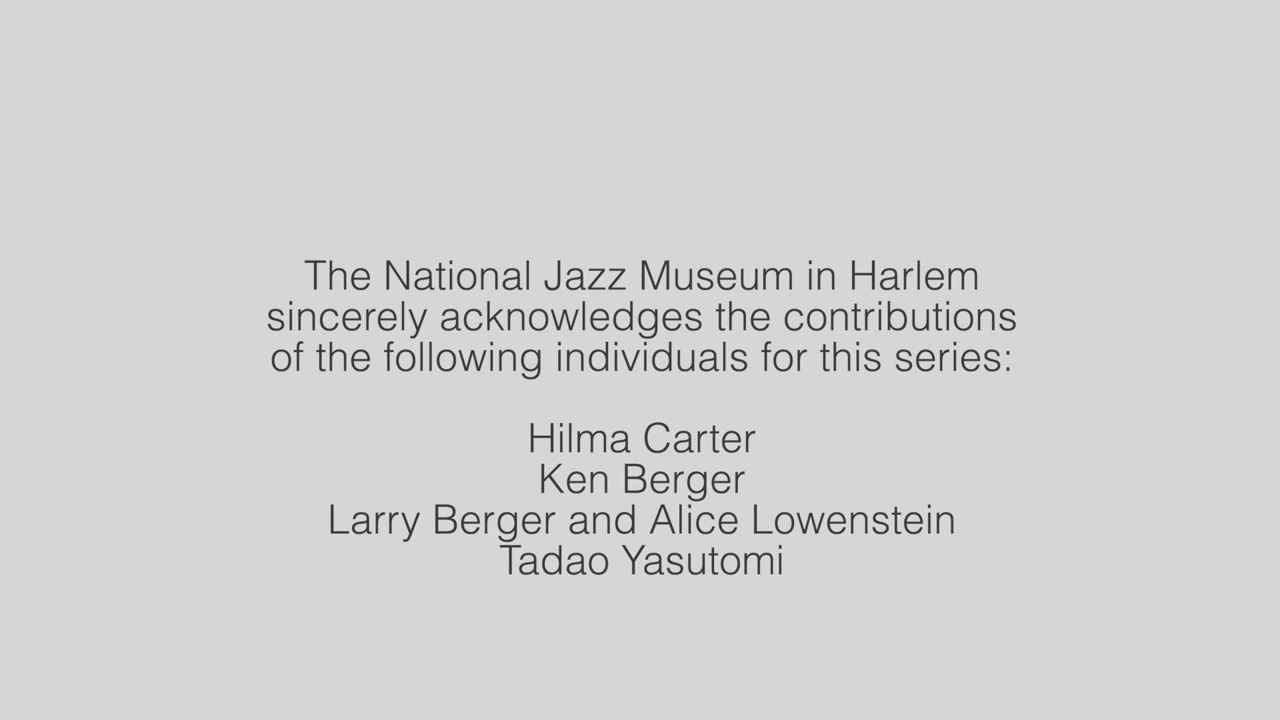 The National Jazz Museum in Harlem
sincerely acknowledges the contributions
of the following individuals for this series:
Hilma Carter
Ken Berger
Larry Berger and Alice Lowenstein
Tadao Yasutomi